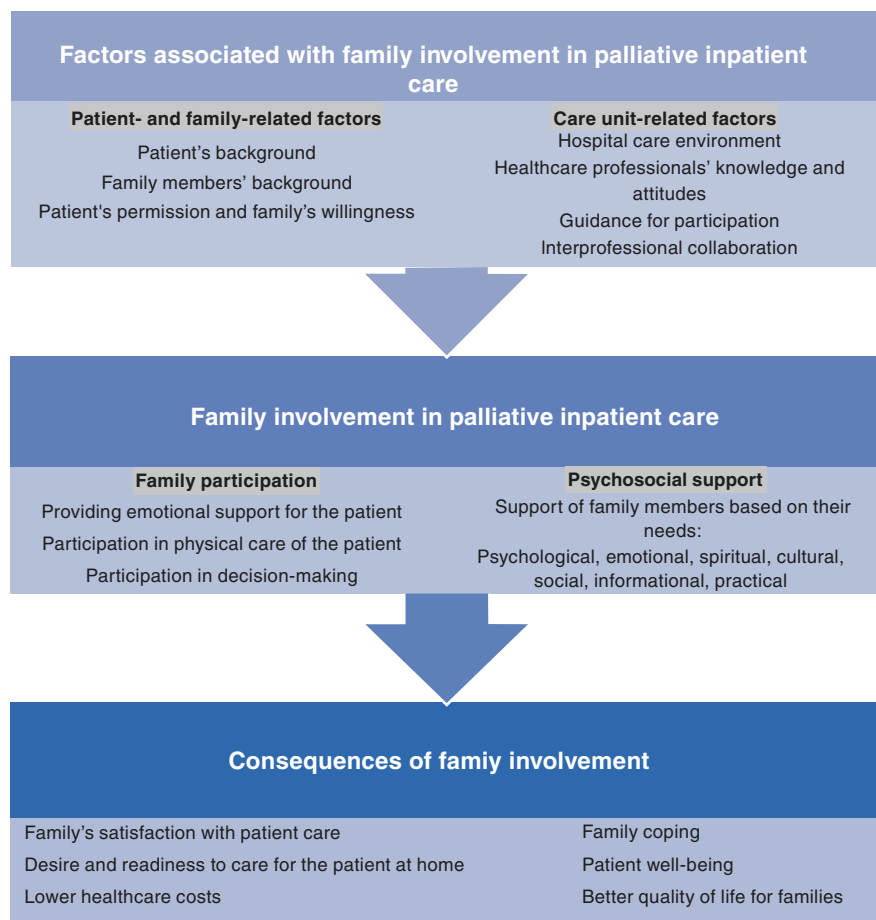 Factors associated with family involvement in palliative inpatient
care
Patient- and family-related factors
Patient’s background
Family members’ background
Patient's permission and family’s willingness
Care unit-related factors
Hospital care environment
Healthcare professionals’ knowledge and
attitudes
Guidance for participation
Interprofessional collaboration
Family involvement in palliative inpatient care
Family participation
Providing emotional support for the patient
Participation in physical care of the patient
Participation in decision-making
Psychosocial support
Support of family members based on their
needs:
Psychological, emotional, spiritual, cultural,
social, informational, practical
Consequences of famiy involvement
Family’s satisfaction with patient care
Desire and readiness to care for the patient at home
Lower healthcare costs
Family coping
Patient well-being
Better quality of life for families